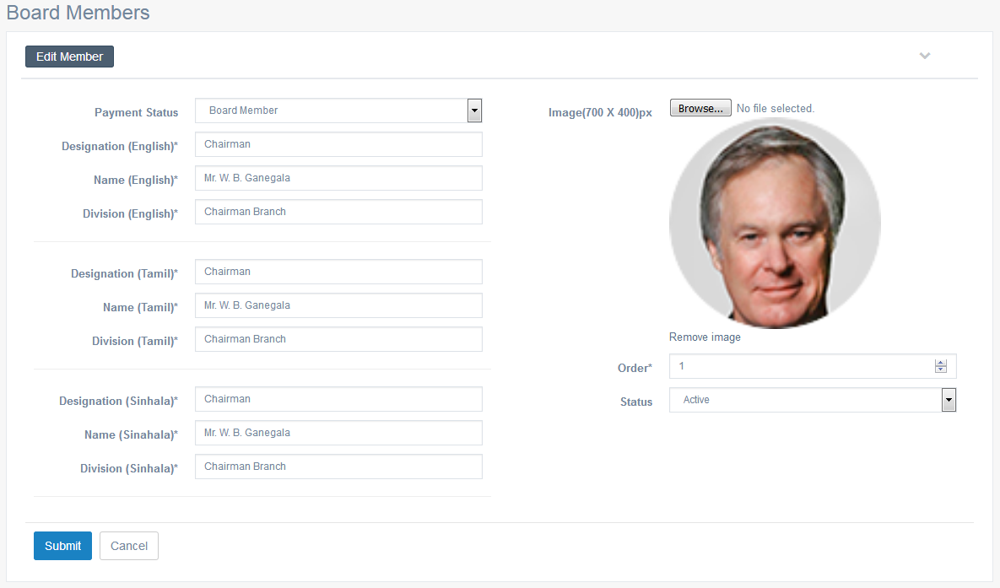 Board Members
Edit Member
Payment Status Board Member
Designation (English)* Chairman
Name (English)* Mr. W. B. Ganegala
Division (English)* Chairman Branch
Designation (Tamil)* Chairman
Name (Tamil)* Mr. W. B. Ganegala
Division (Tamil)* Chairman Branch
Designation (Sinhala)* Chairman
Name (Sinahala)* Mr. W. B. Ganegala
Division (Sinhala)* Chairman Branch
Image(700 X 400)px Browse... No file selected.
Remove image
Order* 1
Status Active
Submit Cancel